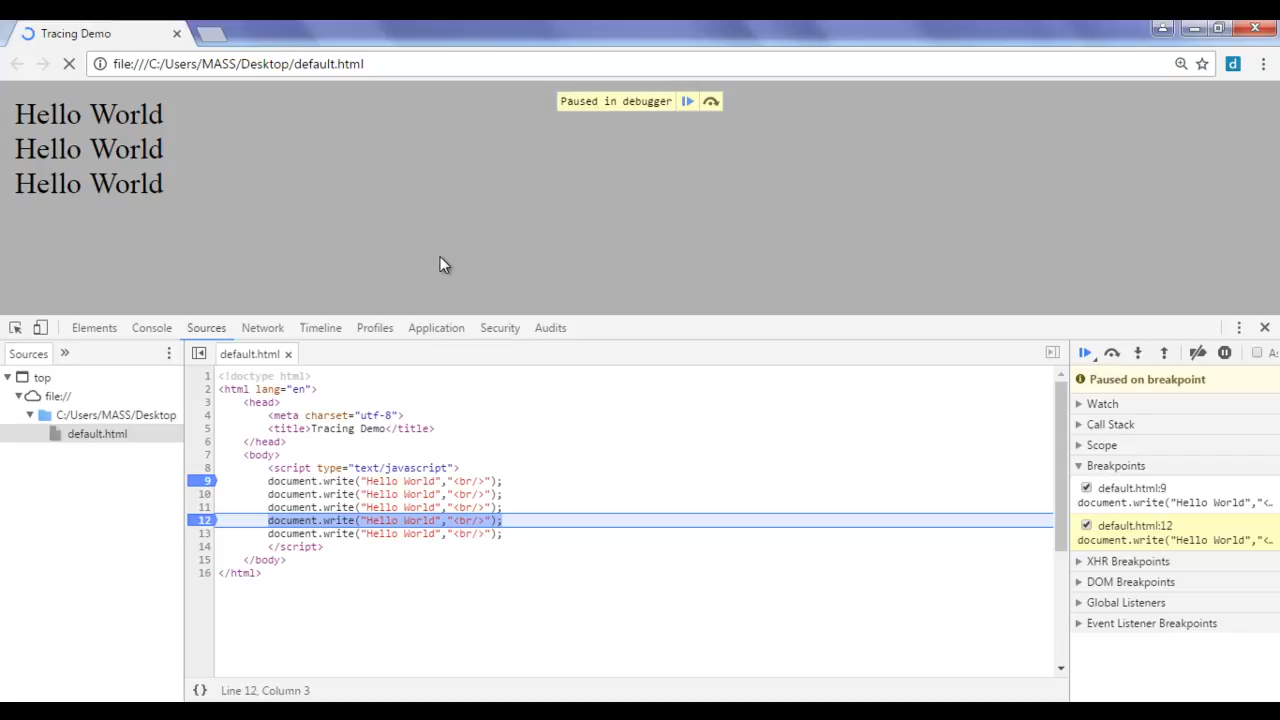 Tracing Demo
file:///C:/Users/MASS/Desktop/default.html
d
Paused in debugger
Hello World
Hello World
Hello World
Elements Console Sources Network Timeline Profiles Application Security Audits
Sources »
default.html
top
file://
C:/Users/MASS/Desktop
default.html
1 <!doctype html>
2 <html lang="en">
3 <head>
4 <meta charset="utf-8">
5 <title>Tracing Demo</title>
6 </head>
7 <body>
8 <script type="text/javascript">
9 document.write("Hello World","<br/>");
10 document.write("Hello World","<br/>");
11 document.write("Hello World","<br/>");
12 document.write("Hello World","<br/>");
13 document.write("Hello World","<br/>");
14 </script>
15 </body>
16 </html>
{} Line 12, Column 3
A:
Paused on breakpoint
Watch
Call Stack
Scope
Breakpoints
default.html:9
document.write("Hello World","<…
default.html:12
document.write("Hello World","<…
XHR Breakpoints
DOM Breakpoints
Global Listeners
Event Listener Breakpoints